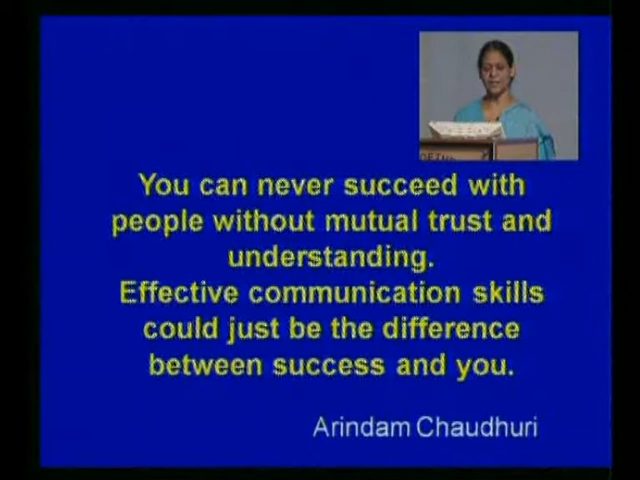 You can never succeed with
people without mutual trust and
understanding.
Effective communication skills
could just be the difference
between success and you.
Arindam Chaudhuri